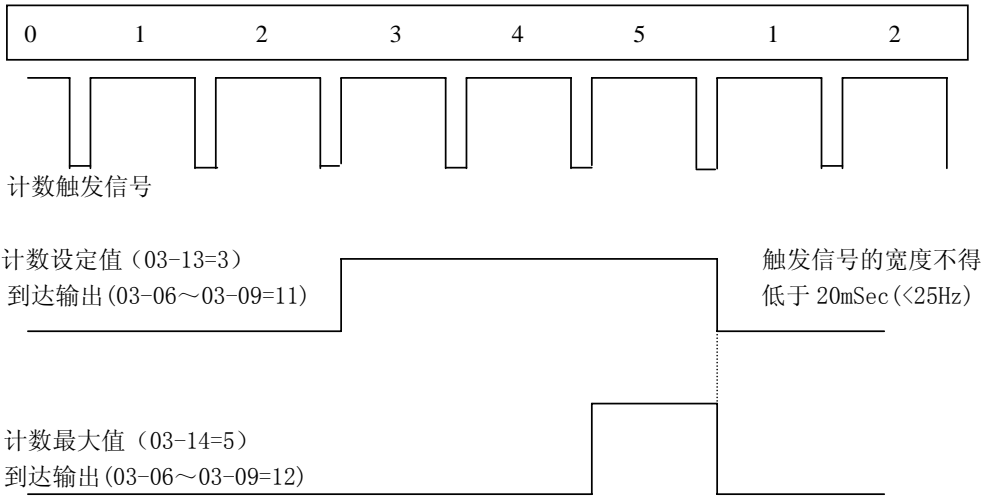 0 1 2 3 4 5 1 2
计数触发信号
计数设定值（03-13=3）
到达输出(03-06～03-09=11)
触发信号的宽度不得
低于 20mSec(<25Hz)
计数最大值（03-14=5）
到达输出(03-06～03-09=12)